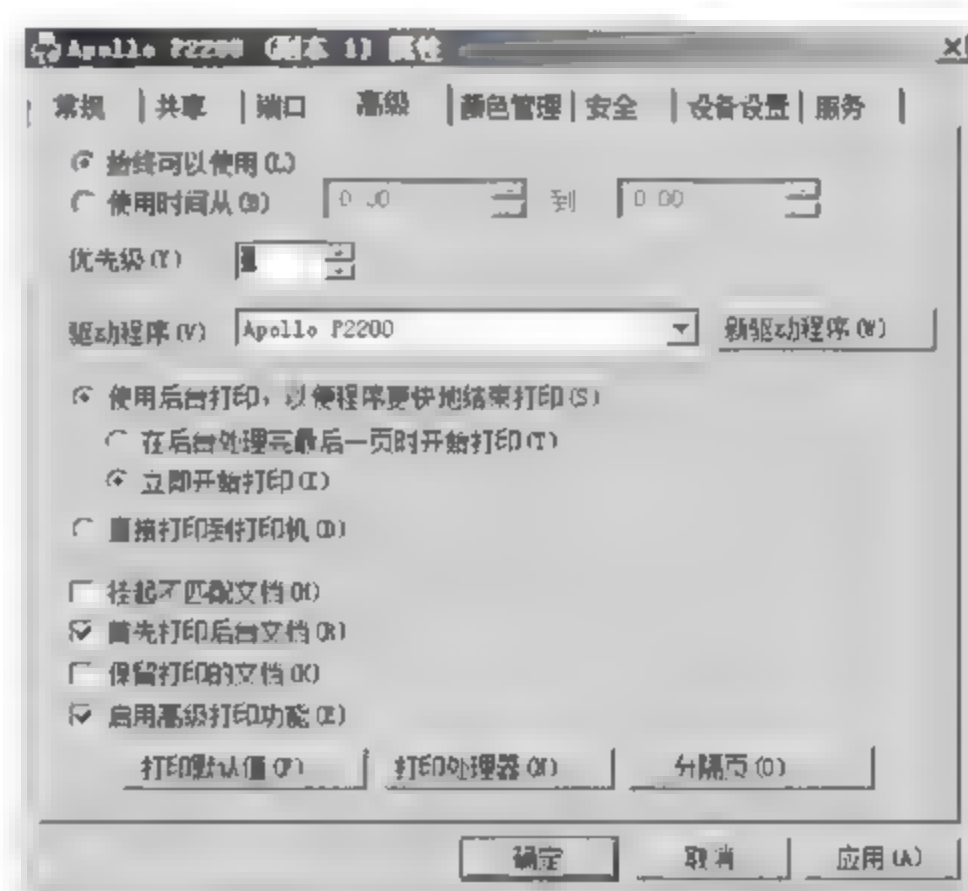 Apollo P2200 (副本 1) 属性
常规 共享 端口 高级 颜色管理 安全 设备设置 服务
始终可以使用(L)
使用时间从(B) 0:00 到 0:00
优先级(Y) 1
驱动程序(V) Apollo P2200 新驱动程序(W)
使用后台打印，以便程序更快地结束打印(S)
在后台处理完最后一页时开始打印(T)
立即开始打印(I)
直接打印到打印机(D)
挂起不匹配文档(H)
首先打印后台文档(R)
保留打印的文档(K)
启用高级打印功能(E)
打印默认值(F) 打印处理器(N) 分隔页(O)
确定 取消 应用(A)